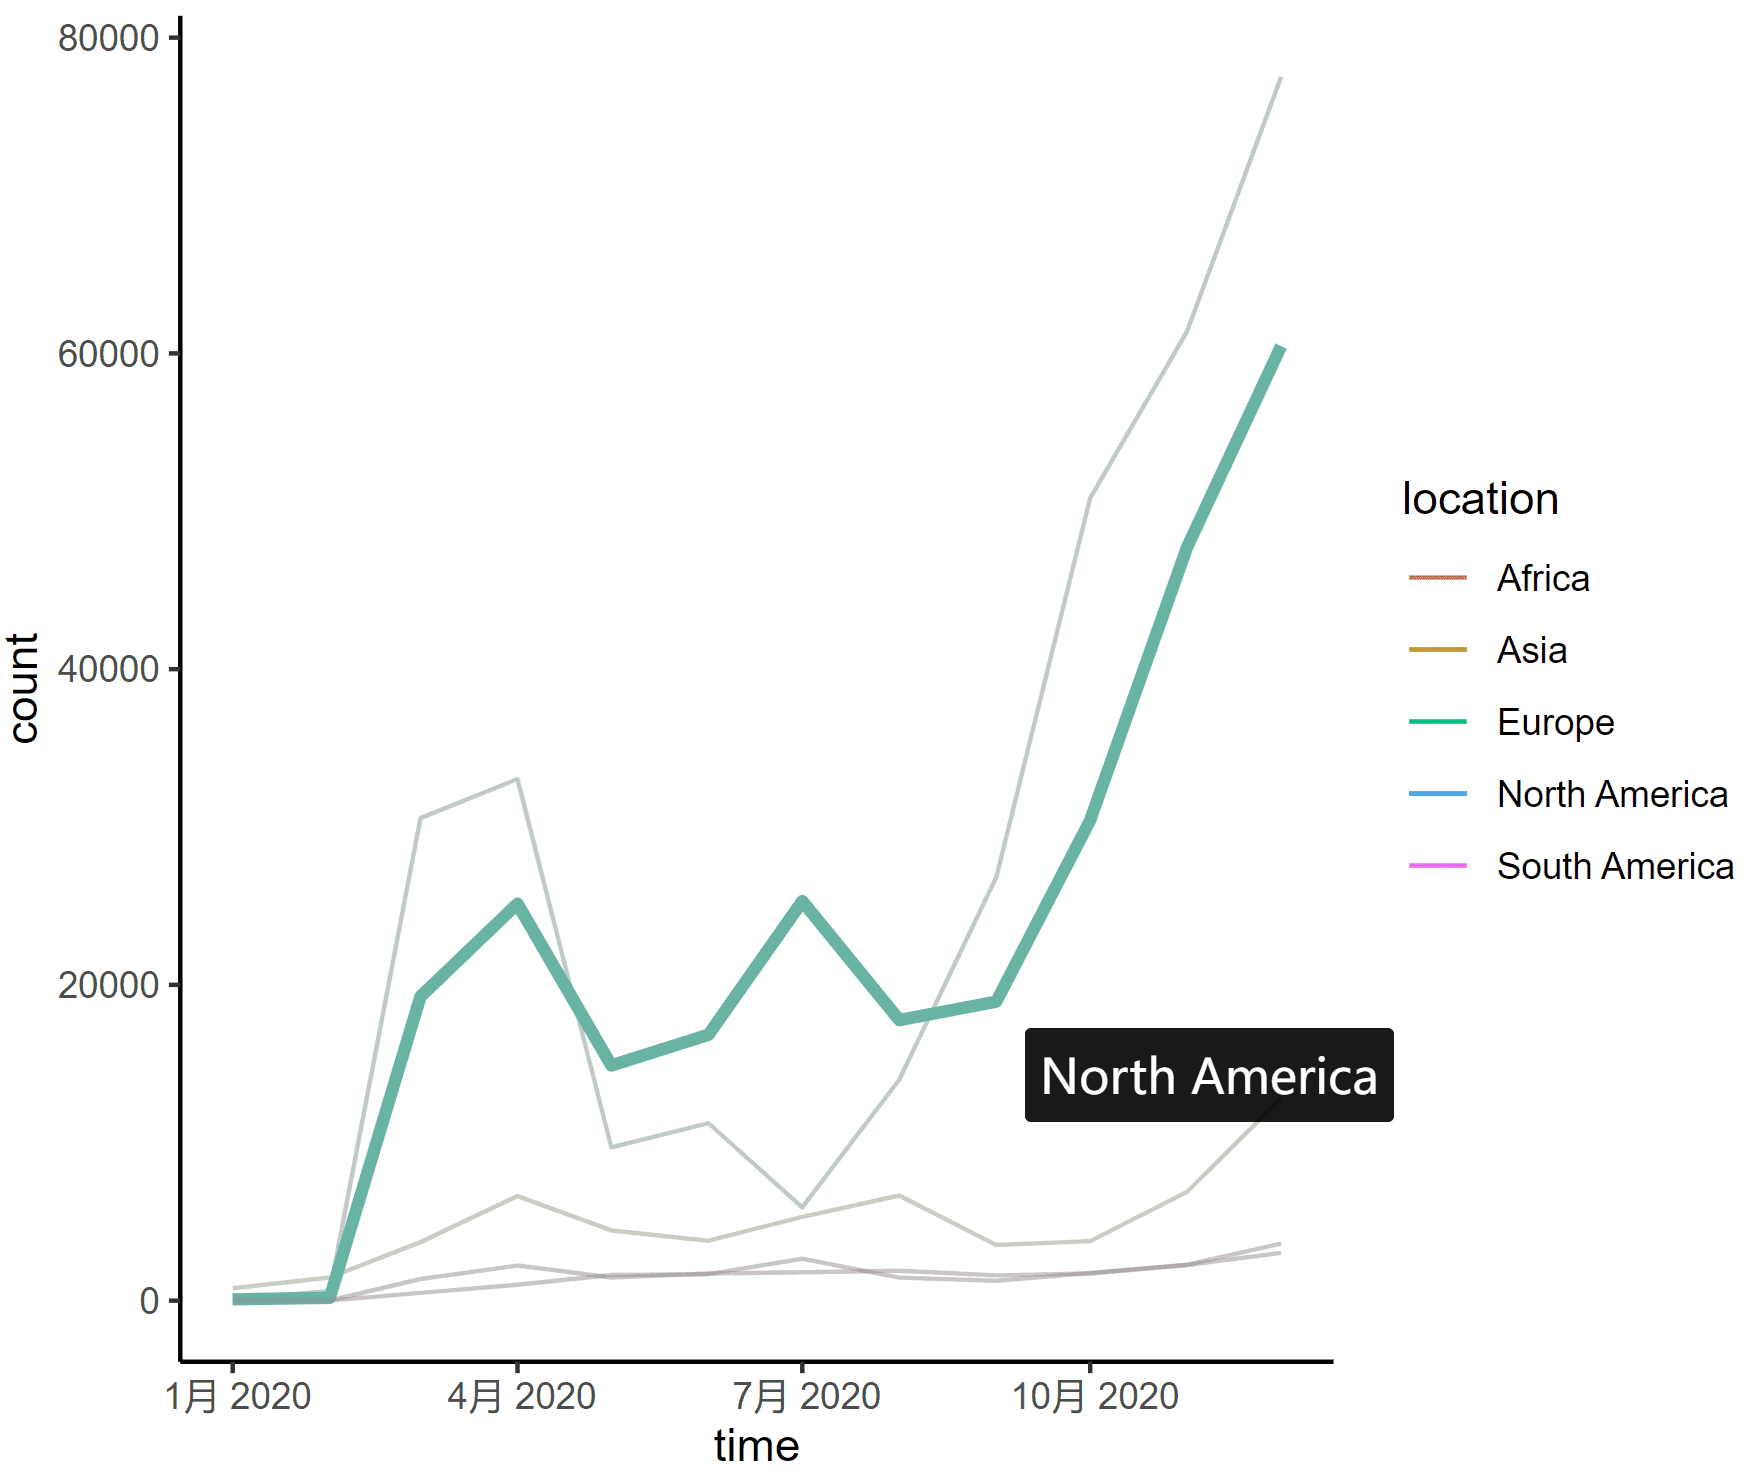 80000
60000
40000
20000
0
count
1月 2020
4月 2020
7月 2020
10月 2020
time
location
Africa
Asia
Europe
North America
South America
North America